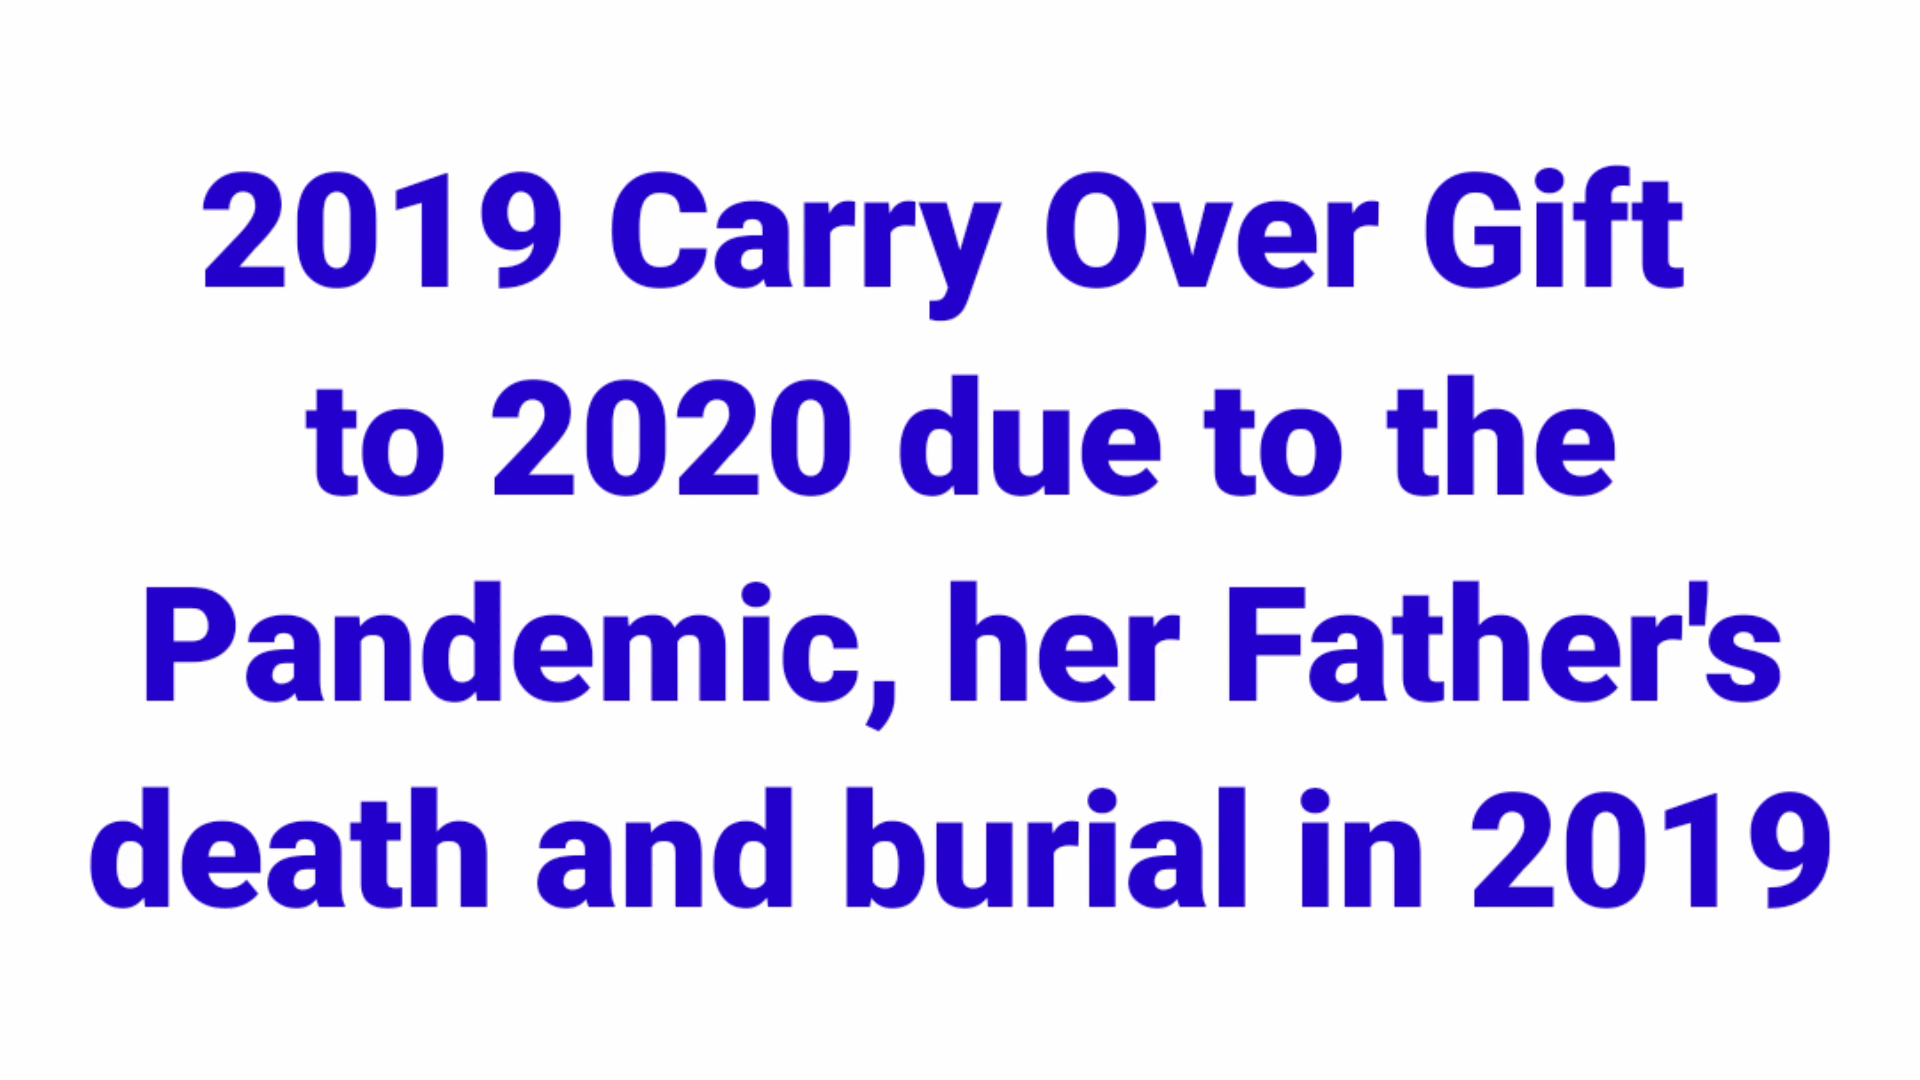 2019 Carry Over Gift
to 2020 due to the
Pandemic, her Father's
death and burial in 2019